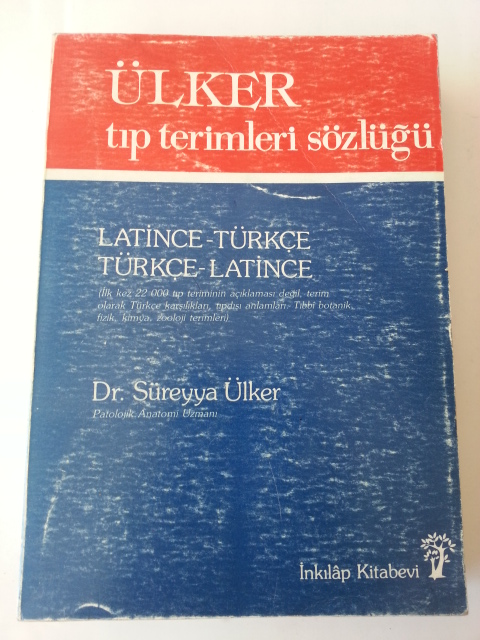 ÜLKER
tıp terimleri sözlüğü
LATİNCE-TÜRKÇE
TÜRKÇE-LATİNCE
(İlk kez 22 000 tıp teriminin açıklaması değil, terim
olarak Türkçe karşılıkları, tıpdışı anlamları- Tıbbî botanik,
fizik, kimya, zooloji terimleri)
Dr. Süreyya Ülker
Patolojik Anatomi Uzmanı
İnkılâp Kitabevi